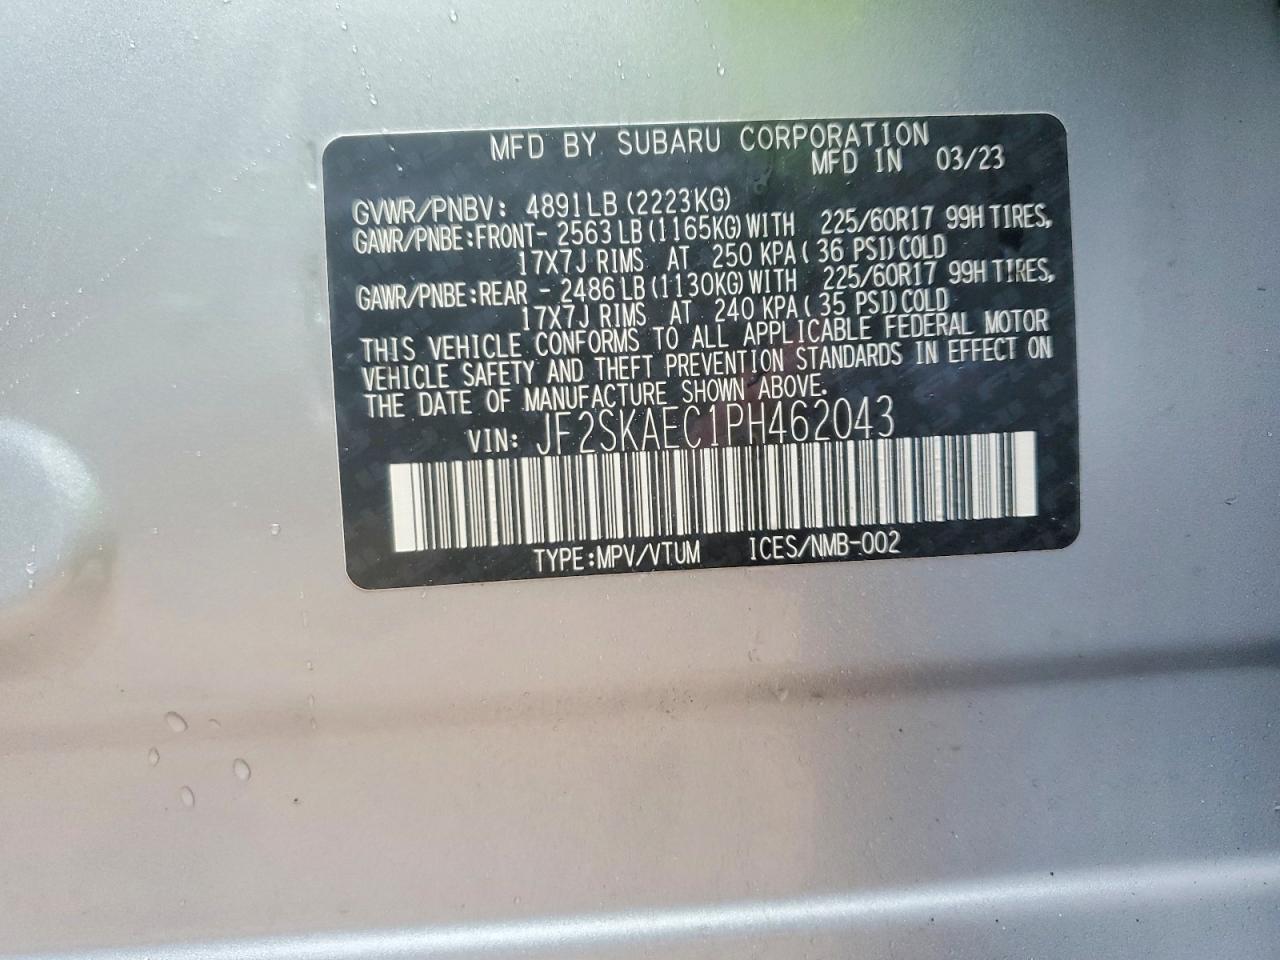 MFD BY SUBARU CORPORATION
MFD IN 03/23
GVWR/PNBV: 4891LB (2223KG)
GAWR/PNBE:FRONT- 2563LB (1165KG) WITH 225/60R17 99H TIRES,
17X7J RIMS AT 250 KPA( 36 PSI) COLD
GAWR/PNBE:REAR - 2486LB (1130KG) WITH 225/60R17 99H TIRES,
17X7J RIMS AT 240 KPA( 35 PSI) COLD
THIS VEHICLE CONFORMS TO ALL APPLICABLE FEDERAL MOTOR
VEHICLE SAFETY AND THEFT PREVENTION STANDARDS IN EFFECT ON
THE DATE OF MANUFACTURE SHOWN ABOVE.
VIN: JF2SKAEC1PH462043
TYPE:MPV/VTUM ICES/NMB-002